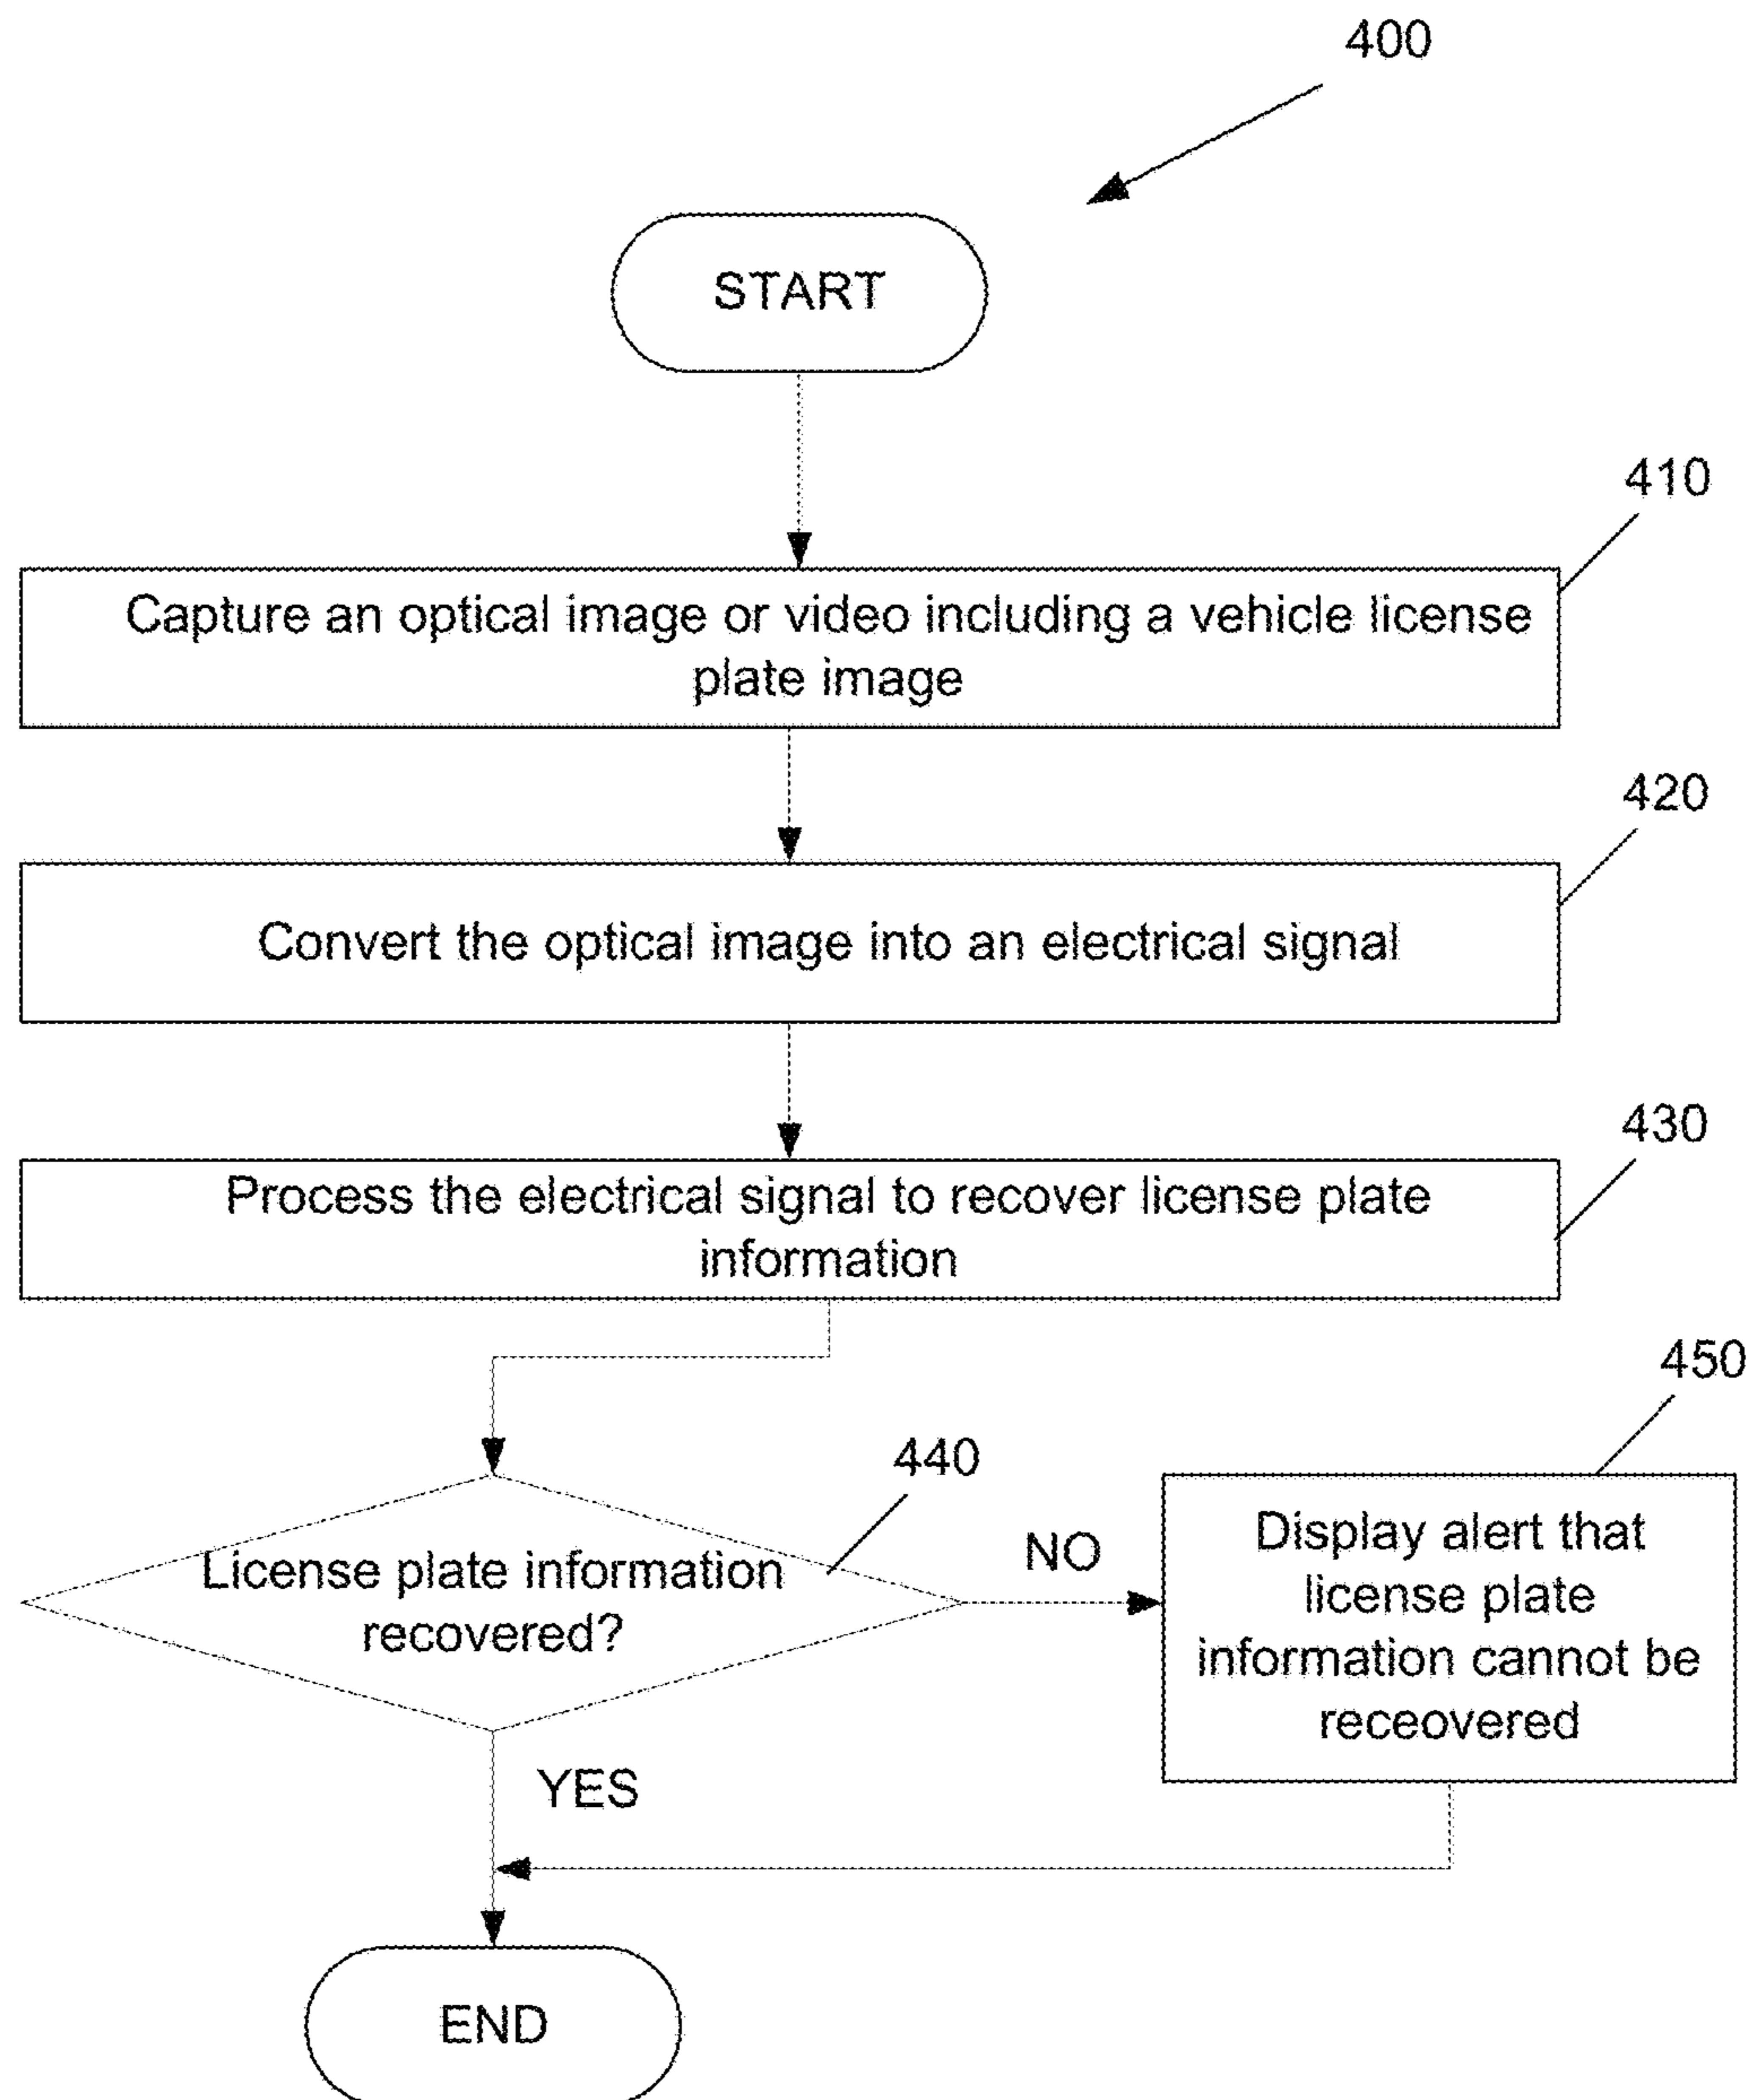 400
START
410
Capture an optical image or video including a vehicle license
plate image
420
Convert the optical image into an electrical signal
430
Process the electrical signal to recover license plate
information
440
License plate information
recovered?
NO
450
Display alert that
license plate
information cannot be
receovered
YES
END